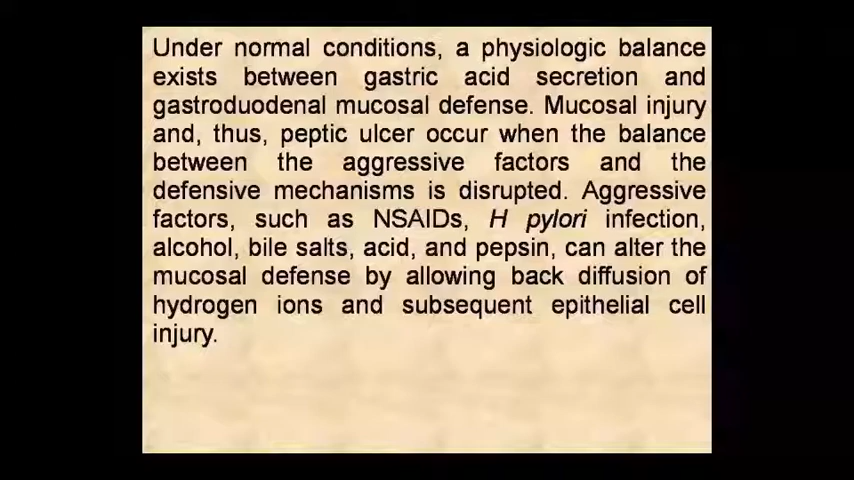 Under normal conditions, a physiologic balance
exists between gastric acid secretion and
gastroduodenal mucosal defense. Mucosal injury
and, thus, peptic ulcer occur when the balance
between the aggressive factors and the
defensive mechanisms is disrupted. Aggressive
factors, such as NSAIDs, H pylori infection,
alcohol, bile salts, acid, and pepsin, can alter the
mucosal defense by allowing back diffusion of
hydrogen ions and subsequent epithelial cell
injury.